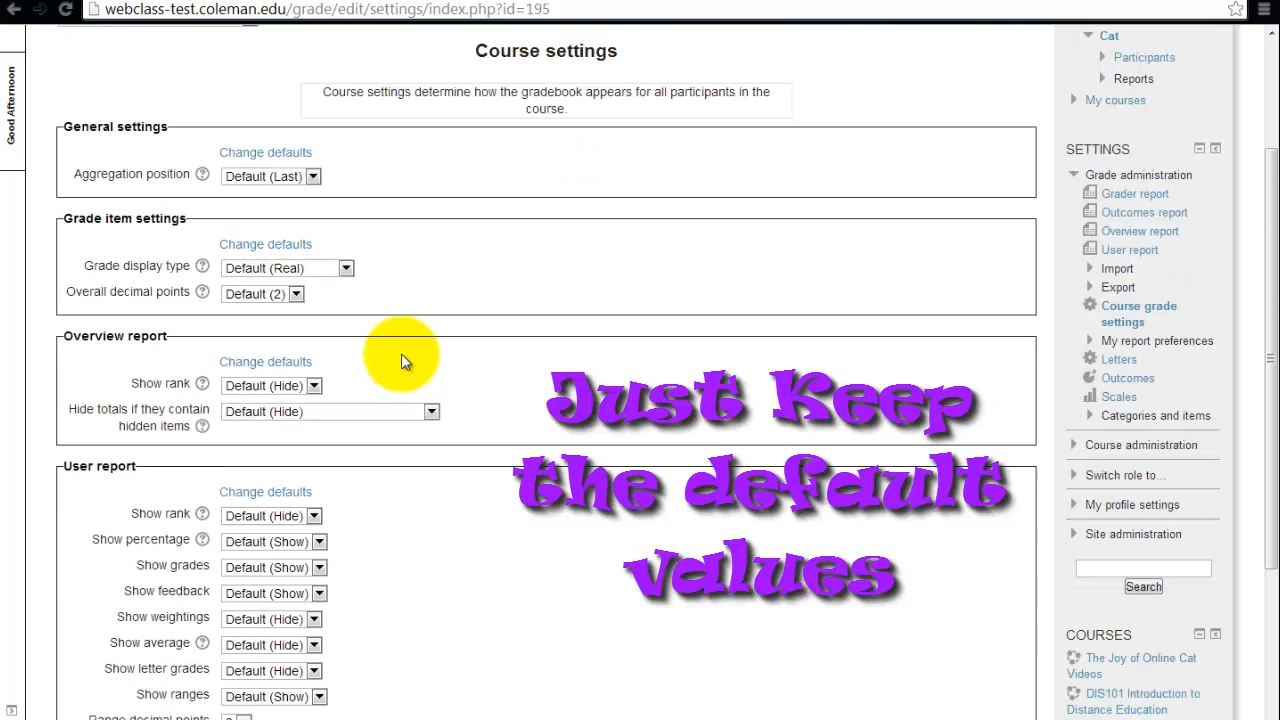 webclass-test.coleman.edu/grade/edit/settings/index.php?id=195
Good Afternoon
Course settings
Course settings determine how the gradebook appears for all participants in the
course.
General settings
Change defaults
Aggregation position
Default (Last)
Grade item settings
Change defaults
Grade display type
Default (Real)
Overall decimal points
Default (2)
Overview report
Change defaults
Show rank
Default (Hide)
Hide totals if they contain
hidden items
Default (Hide)
User report
Change defaults
Show rank
Default (Hide)
Show percentage
Default (Show)
Show grades
Default (Show)
Show feedback
Default (Show)
Show weightings
Default (Hide)
Show average
Default (Hide)
Show letter grades
Default (Hide)
Show ranges
Default (Show)
Range decimal points
Just Keep
the default
values
Cat
Participants
Reports
My courses
SETTINGS
Grade administration
Grader report
Outcomes report
Overview report
User report
Import
Export
Course grade
settings
My report preferences
Letters
Outcomes
Scales
Categories and items
Course administration
Switch role to...
My profile settings
Site administration
Search
COURSES
The Joy of Online Cat
Videos
DIS101 Introduction to
Distance Education